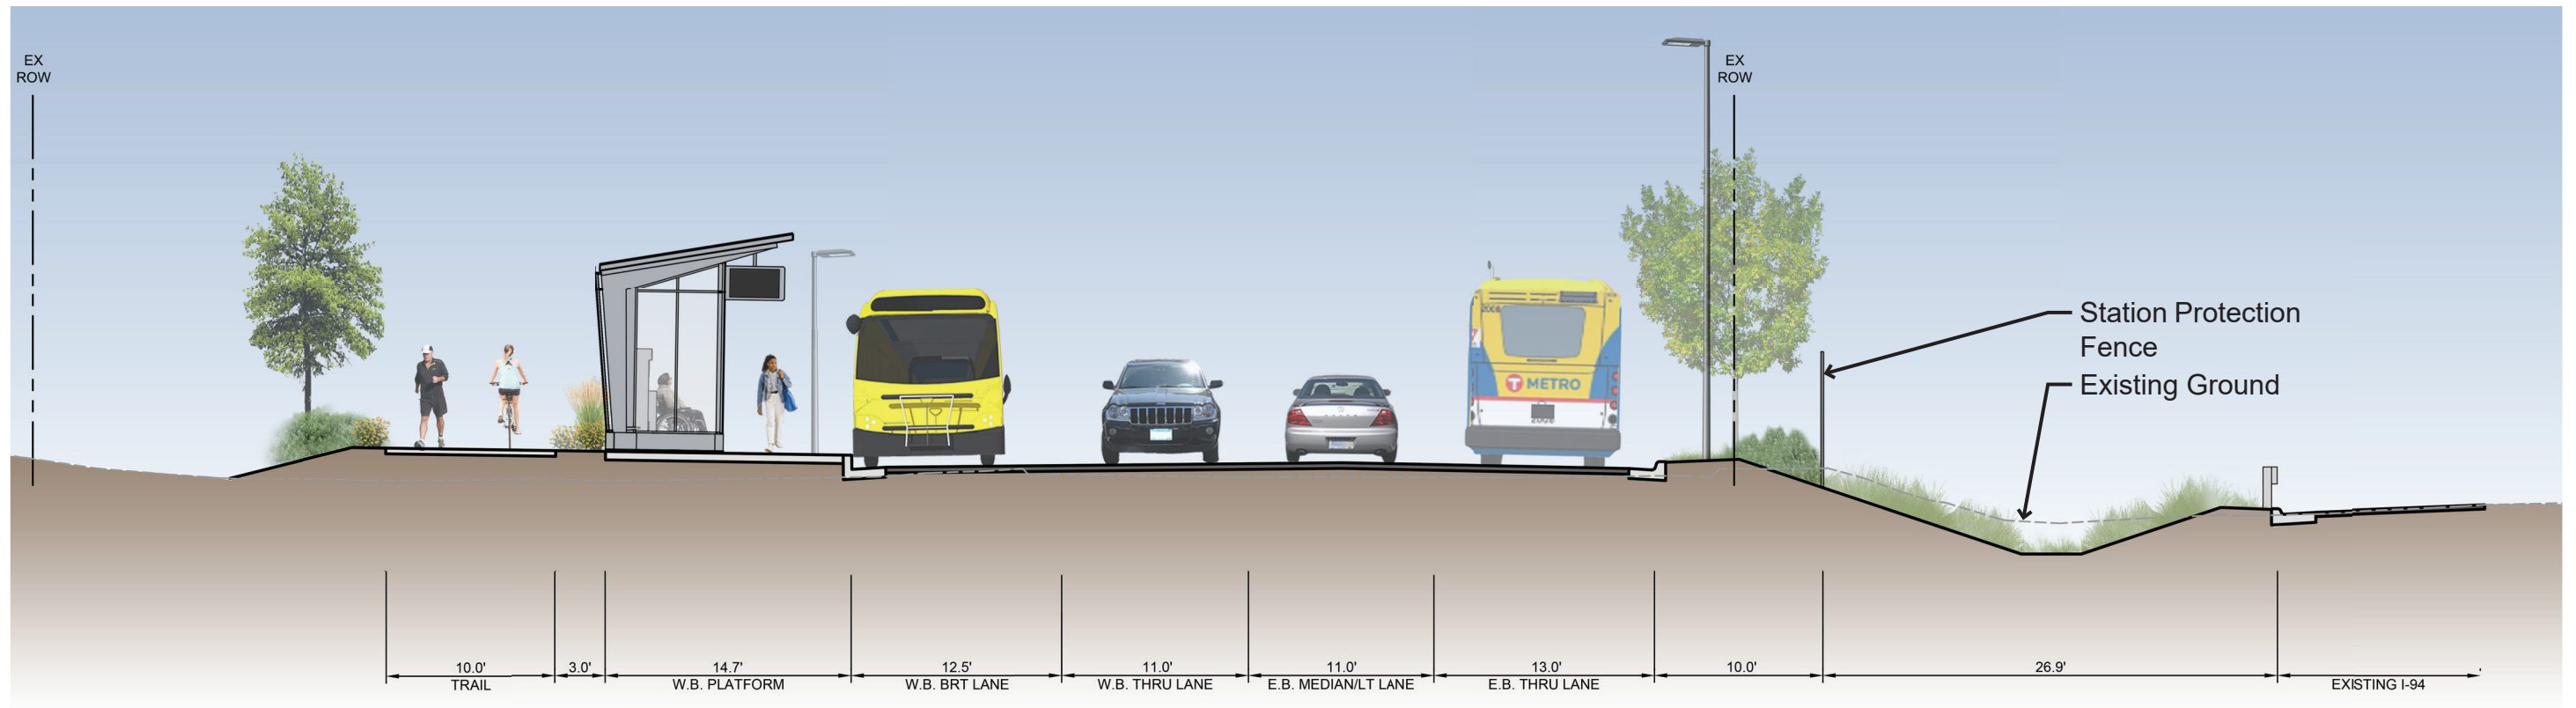 EX
ROW
EX
ROW
Station Protection
Fence
Existing Ground
2008
METRO
2008
10.0'
3.0'
14.7'
12.5'
11.0'
11.0'
13.0'
10.0'
26.9'
TRAIL
W.B. PLATFORM
W.B. BRT LANE
W.B. THRU LANE
E.B. MEDIAN/LT LANE
E.B. THRU LANE
EXISTING I-94